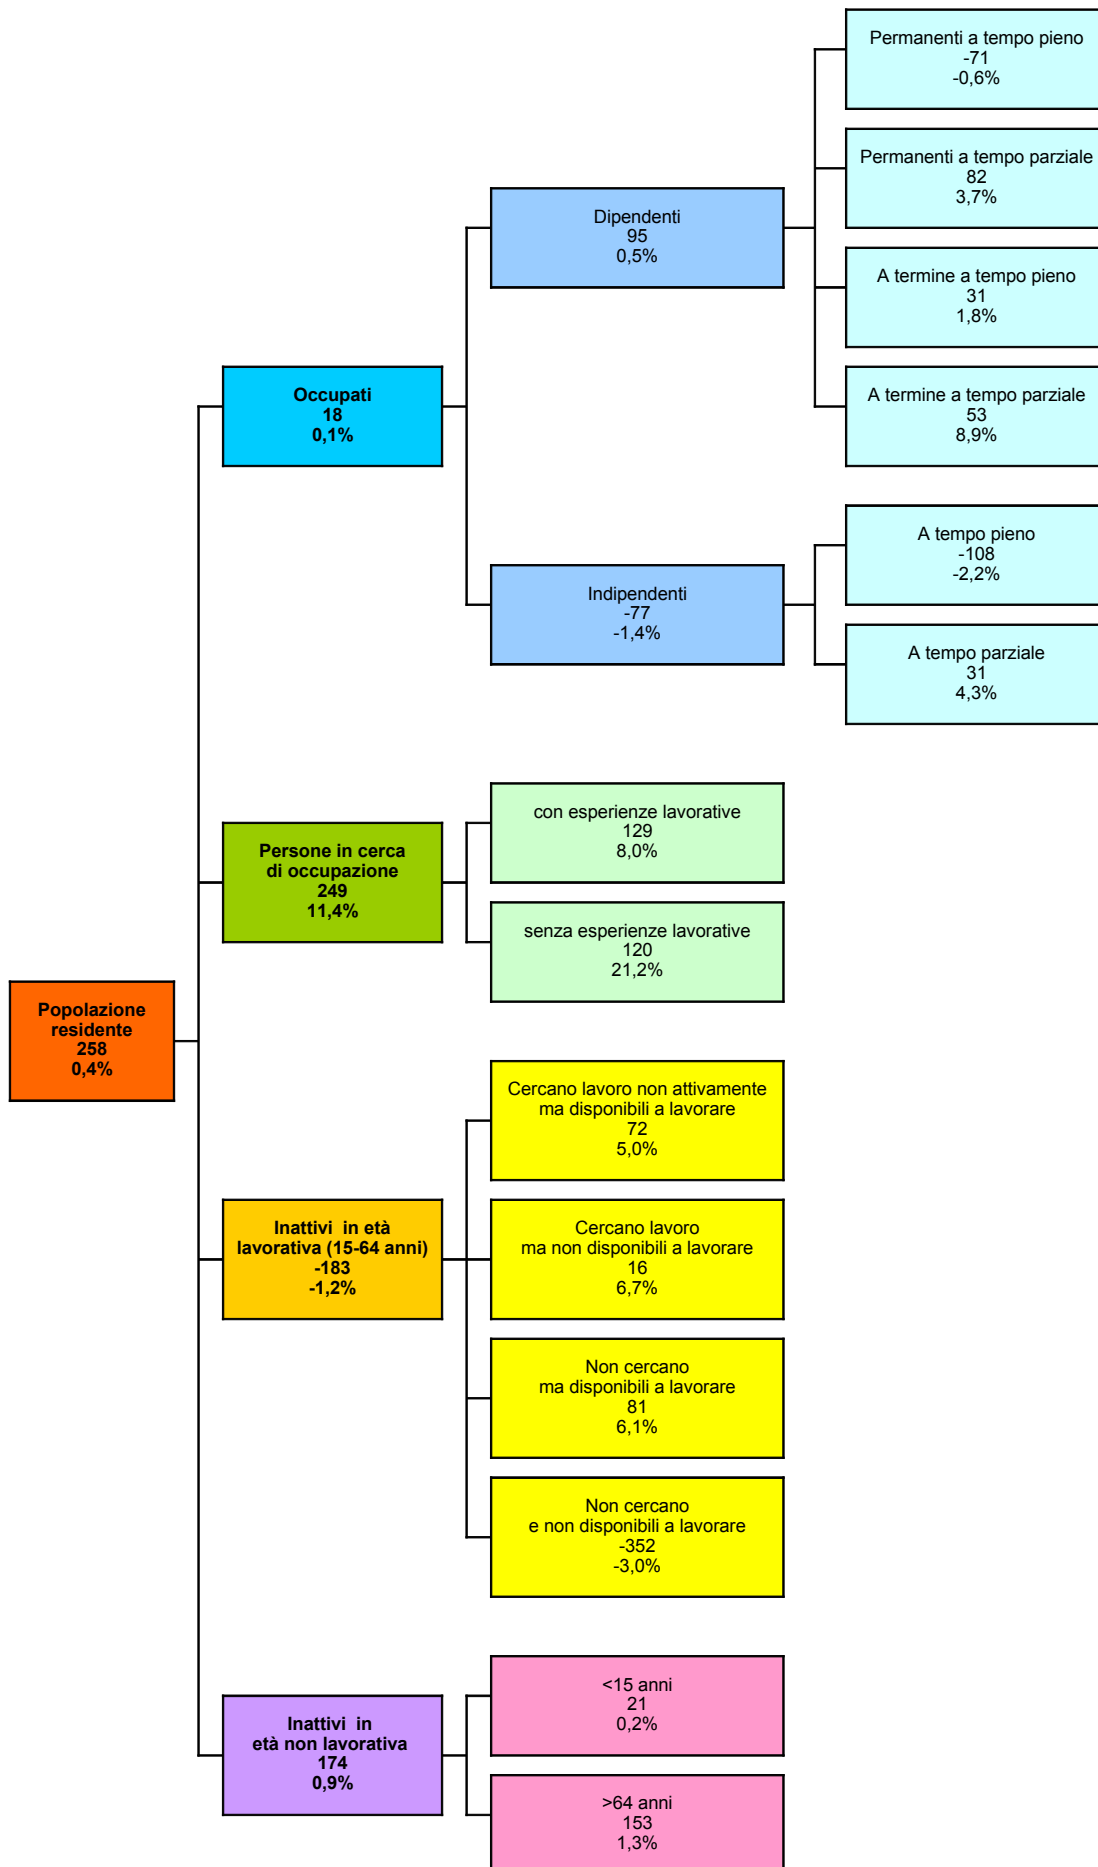 Permanenti a tempo pieno
-71
-0,6%
Permanenti a tempo parziale
82
3,7%
Dipendenti
95
0,5%
A termine a tempo pieno
31
1,8%
Occupati
18
0,1%
A termine a tempo parziale
53
8,9%
A tempo pieno
-108
-2,2%
Indipendenti
-77
-1,4%
A tempo parziale
31
4,3%
con esperienze lavorative
129
8,0%
Persone in cerca
di occupazione
249
11,4%
senza esperienze lavorative
120
21,2%
Popolazione
residente
258
0,4%
Cercano lavoro non attivamente
ma disponibili a lavorare
72
5,0%
Inattivi in età
lavorativa (15-64 anni)
-183
-1,2%
Cercano lavoro
ma non disponibili a lavorare
16
6,7%
Non cercano
ma disponibili a lavorare
81
6,1%
Non cercano
e non disponibili a lavorare
-352
-3,0%
<15 anni
21
0,2%
Inattivi in
età non lavorativa
174
0,9%
>64 anni
153
1,3%